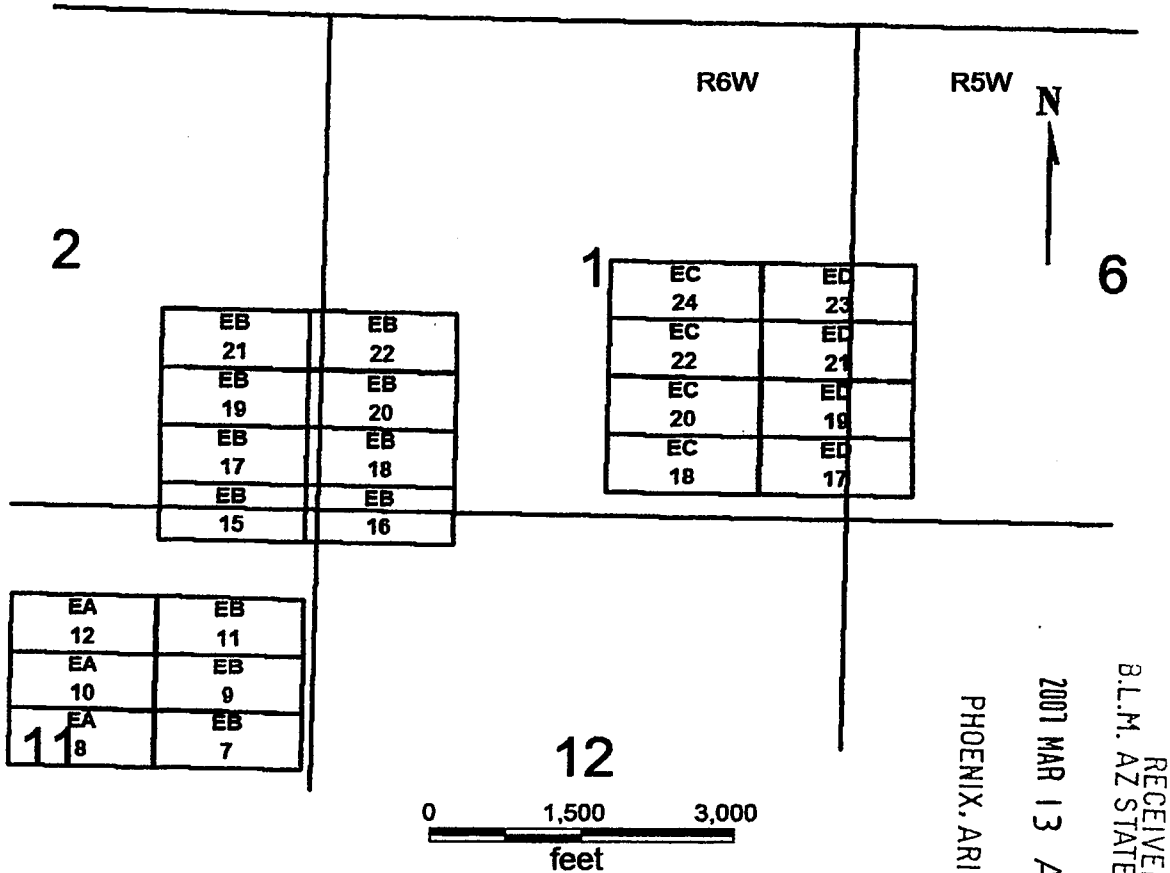 R6W R5W
N
2 1 6
EC ED
24 23
EC ED
22 21
EC ED
20 19
EC ED
18 17
EB EB
21 22
EB EB
19 20
EB EB
17 18
EB EB
15 16
EA EB
12 11
EA EB
10 9
EA EB
8 7
11
12
0 1,500 3,000
feet
B.L.M. AZ STATE
2007 MAR 13 A
PHOENIX,